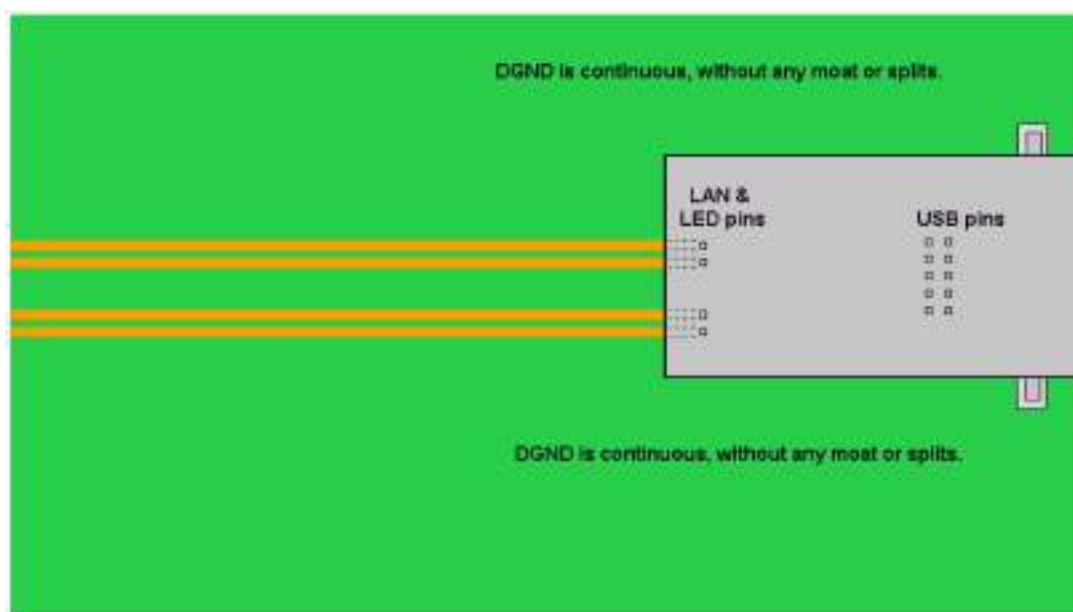 DGND is continuous, without any moat or splits.
LAN &
LED pins
USB pins
DGND is continuous, without any moat or splits.